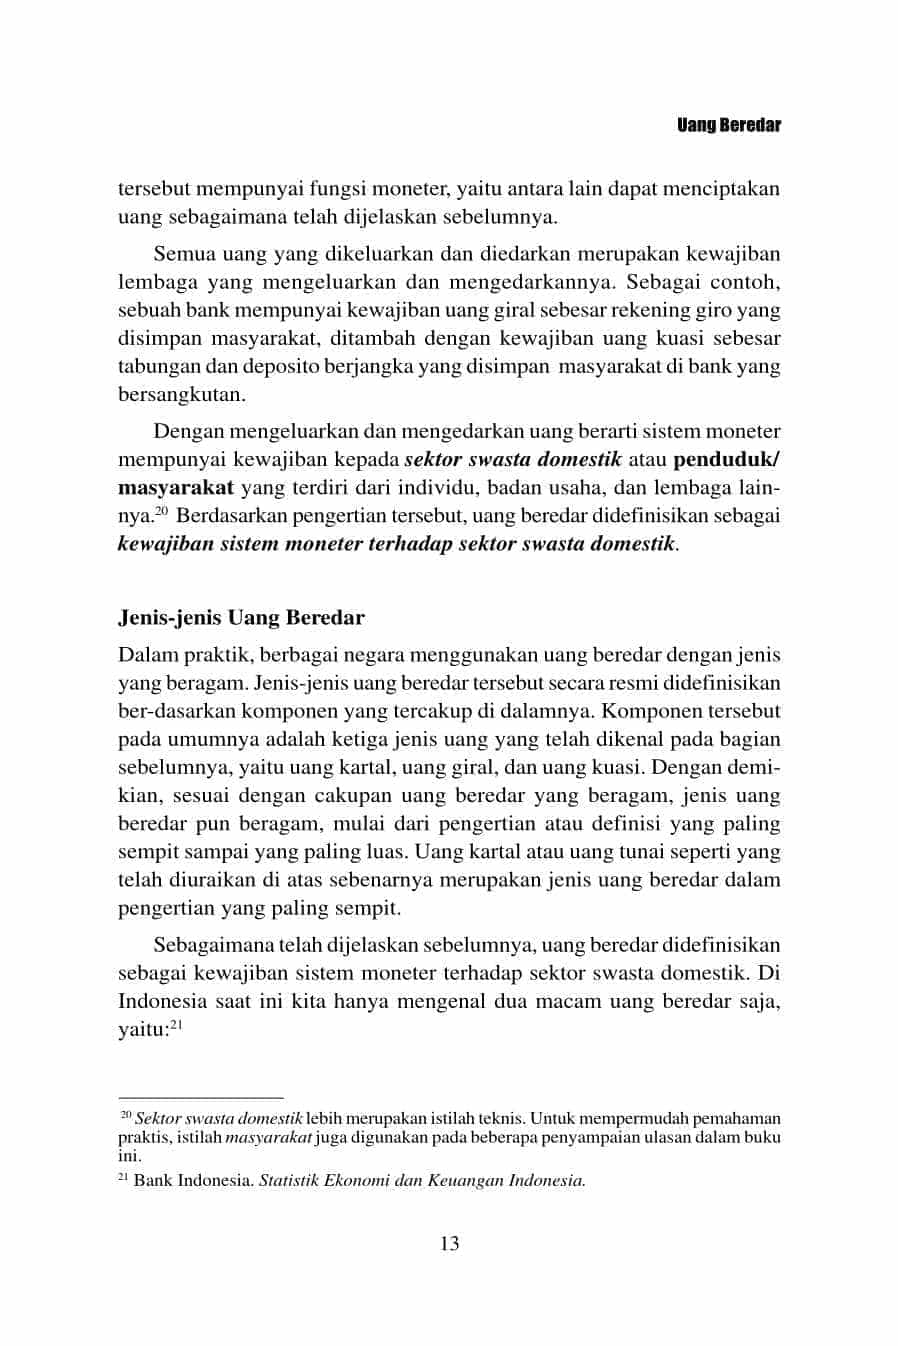 Uang Beredar
tersebut mempunyai fungsi moneter, yaitu antara lain dapat menciptakan
uang sebagaimana telah dijelaskan sebelumnya.
Semua uang yang dikeluarkan dan diedarkan merupakan kewajiban
lembaga yang mengeluarkan dan mengedarkannya. Sebagai contoh,
sebuah bank mempunyai kewajiban uang giral sebesar rekening giro yang
disimpan masyarakat, ditambah dengan kewajiban uang kuasi sebesar
tabungan dan deposito berjangka yang disimpan masyarakat di bank yang
bersangkutan.
Dengan mengeluarkan dan mengedarkan uang berarti sistem moneter
mempunyai kewajiban kepada sektor swasta domestik atau penduduk/
masyarakat yang terdiri dari individu, badan usaha, dan lembaga lain-
nya.20 Berdasarkan pengertian tersebut, uang beredar didefinisikan sebagai
kewajiban sistem moneter terhadap sektor swasta domestik.
Jenis-jenis Uang Beredar
Dalam praktik, berbagai negara menggunakan uang beredar dengan jenis
yang beragam. Jenis-jenis uang beredar tersebut secara resmi didefinisikan
ber-dasarkan komponen yang tercakup di dalamnya. Komponen tersebut
pada umumnya adalah ketiga jenis uang yang telah dikenal pada bagian
sebelumnya, yaitu uang kartal, uang giral, dan uang kuasi. Dengan demi-
kian, sesuai dengan cakupan uang beredar yang beragam, jenis uang
beredar pun beragam, mulai dari pengertian atau definisi yang paling
sempit sampai yang paling luas. Uang kartal atau uang tunai seperti yang
telah diuraikan di atas sebenarnya merupakan jenis uang beredar dalam
pengertian yang paling sempit.
Sebagaimana telah dijelaskan sebelumnya, uang beredar didefinisikan
sebagai kewajiban sistem moneter terhadap sektor swasta domestik. Di
Indonesia saat ini kita hanya mengenal dua macam uang beredar saja,
yaitu:21
20 Sektor swasta domestik lebih merupakan istilah teknis. Untuk mempermudah pemahaman
praktis, istilah masyarakat juga digunakan pada beberapa penyampaian ulasan dalam buku
ini.
21 Bank Indonesia. Statistik Ekonomi dan Keuangan Indonesia.
13